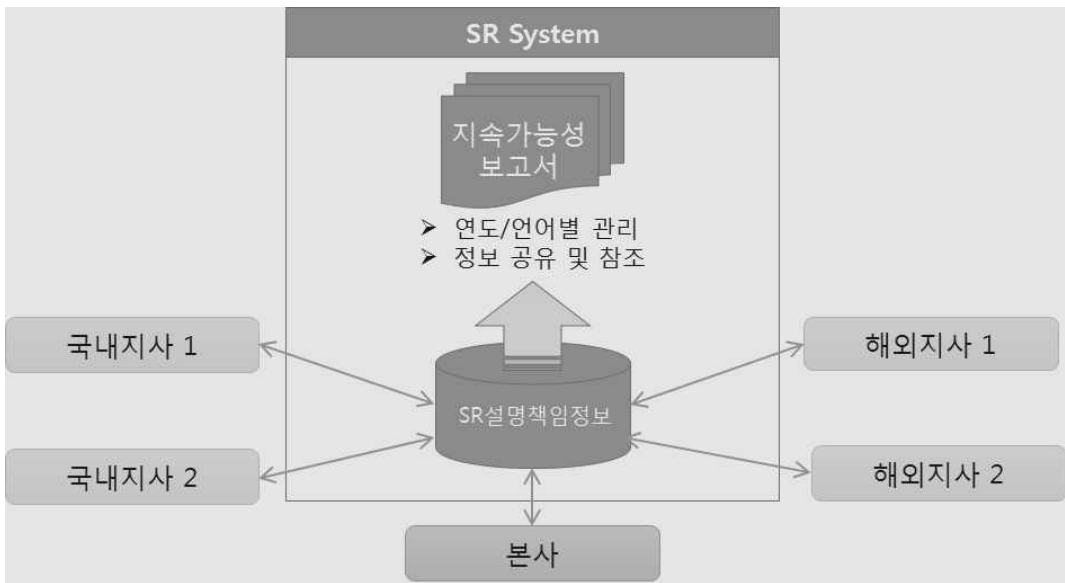 SR System
지속가능성
보고서
➢ 연도/언어별 관리
➢ 정보 공유 및 참조
국내지사 1
해외지사 1
SR설명책임정보
국내지사 2
해외지사 2
본사